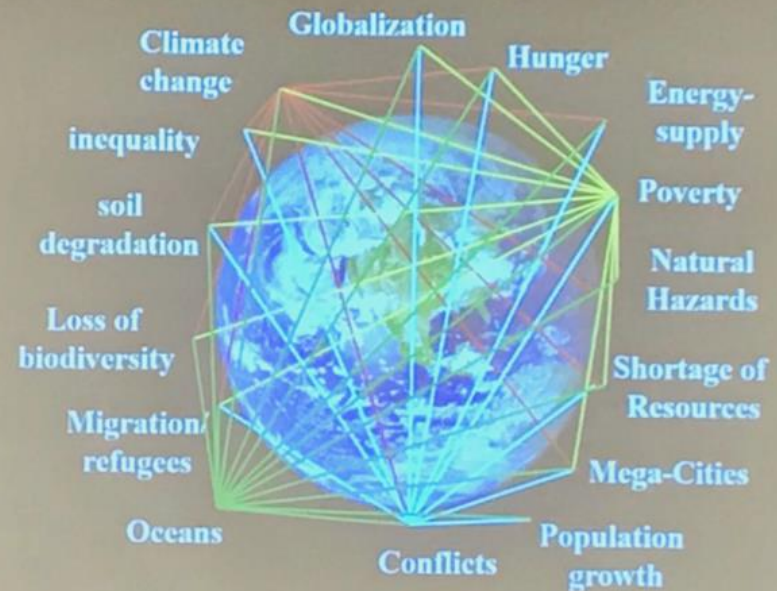 Globalization
Climate
change
Hunger
Energy-
supply
inequality
Poverty
soil
degradation
Natural
Hazards
Loss of
biodiversity
Shortage of
Resources
Migration/
refugees
Mega-Cities
Oceans
Conflicts
Population
growth